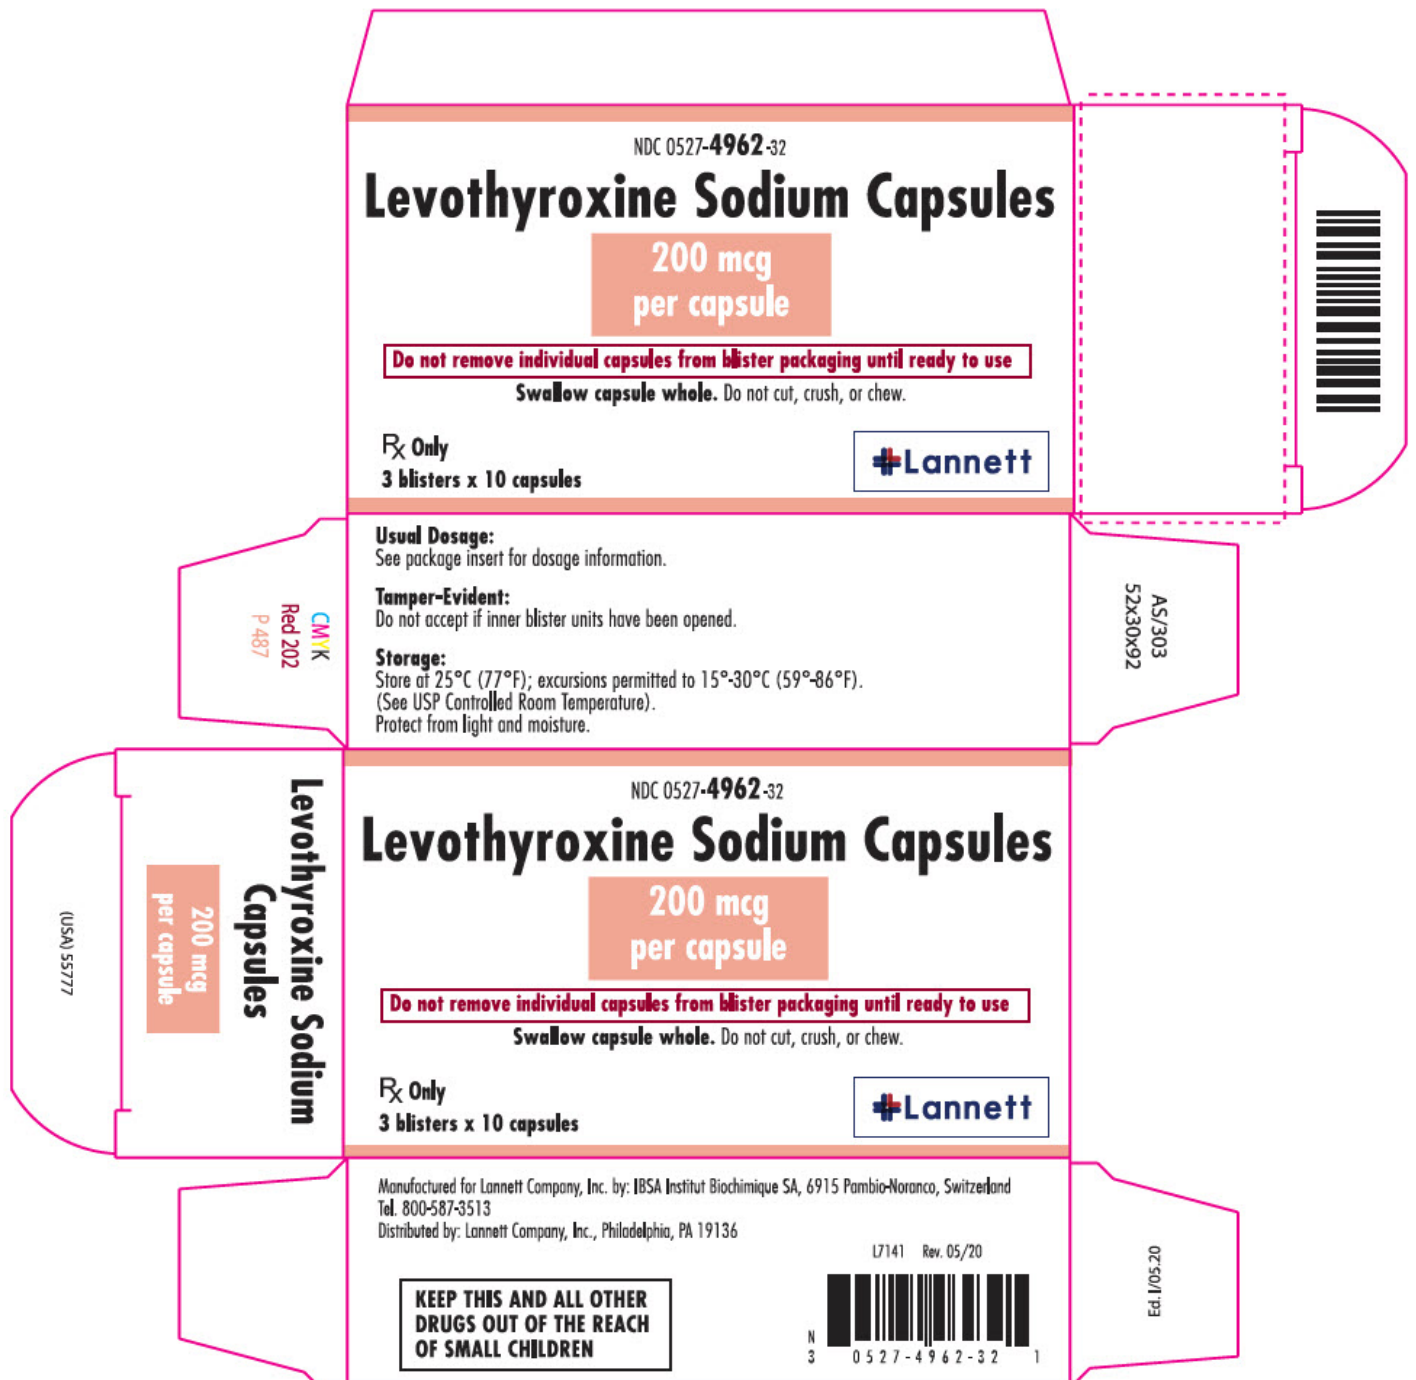 NDC 0527-4962-32
Levothyroxine Sodium Capsules
200 mcg
per capsule
Do not remove individual capsules from blister packaging until ready to use
Swallow capsule whole. Do not cut, crush, or chew.
Rx Only
3 blisters x 10 capsules
Lannett
Usual Dosage:
See package insert for dosage information.
Tamper-Evident:
Do not accept if inner blister units have been opened.
Storage:
Store at 25°C (77°F); excursions permitted to 15°-30°C (59°-86°F).
(See USP Controlled Room Temperature).
Protect from light and moisture.
CMYK
Red 202
P 487
AS/303
52x30x92
NDC 0527-4962-32
Levothyroxine Sodium Capsules
200 mcg
per capsule
Do not remove individual capsules from blister packaging until ready to use
Swallow capsule whole. Do not cut, crush, or chew.
Rx Only
3 blisters x 10 capsules
Lannett
Levothyroxine Sodium
Capsules
200 mcg
per capsule
(USA) 55777
Manufactured for Lannett Company, Inc. by: IBSA Institut Biochimique SA, 6915 Pambio-Noranco, Switzerland
Tel. 800-587-3513
Distributed by: Lannett Company, Inc., Philadelphia, PA 19136
KEEP THIS AND ALL OTHER
DRUGS OUT OF THE REACH
OF SMALL CHILDREN
L7141 Rev. 05/20
N
3 0527-4962-32 1
Ed. I/05.20